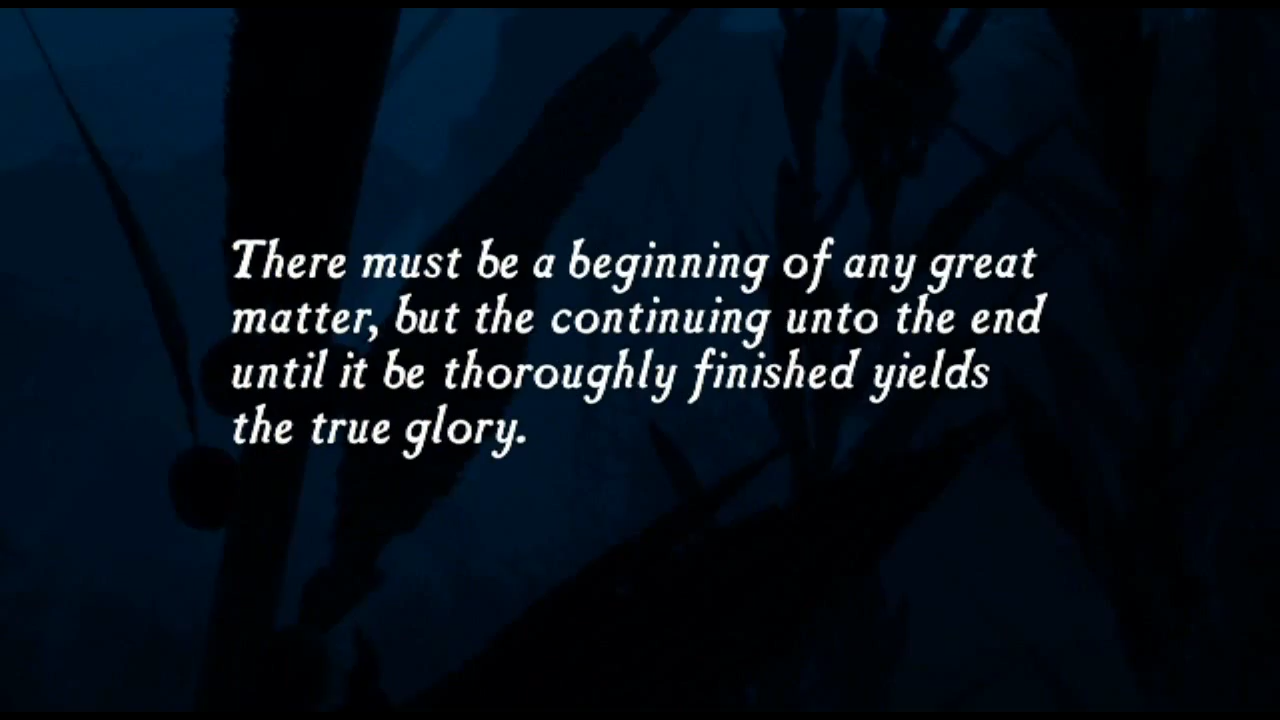 There must be a beginning of any great
matter, but the continuing unto the end
until it be thoroughly finished yields
the true glory.